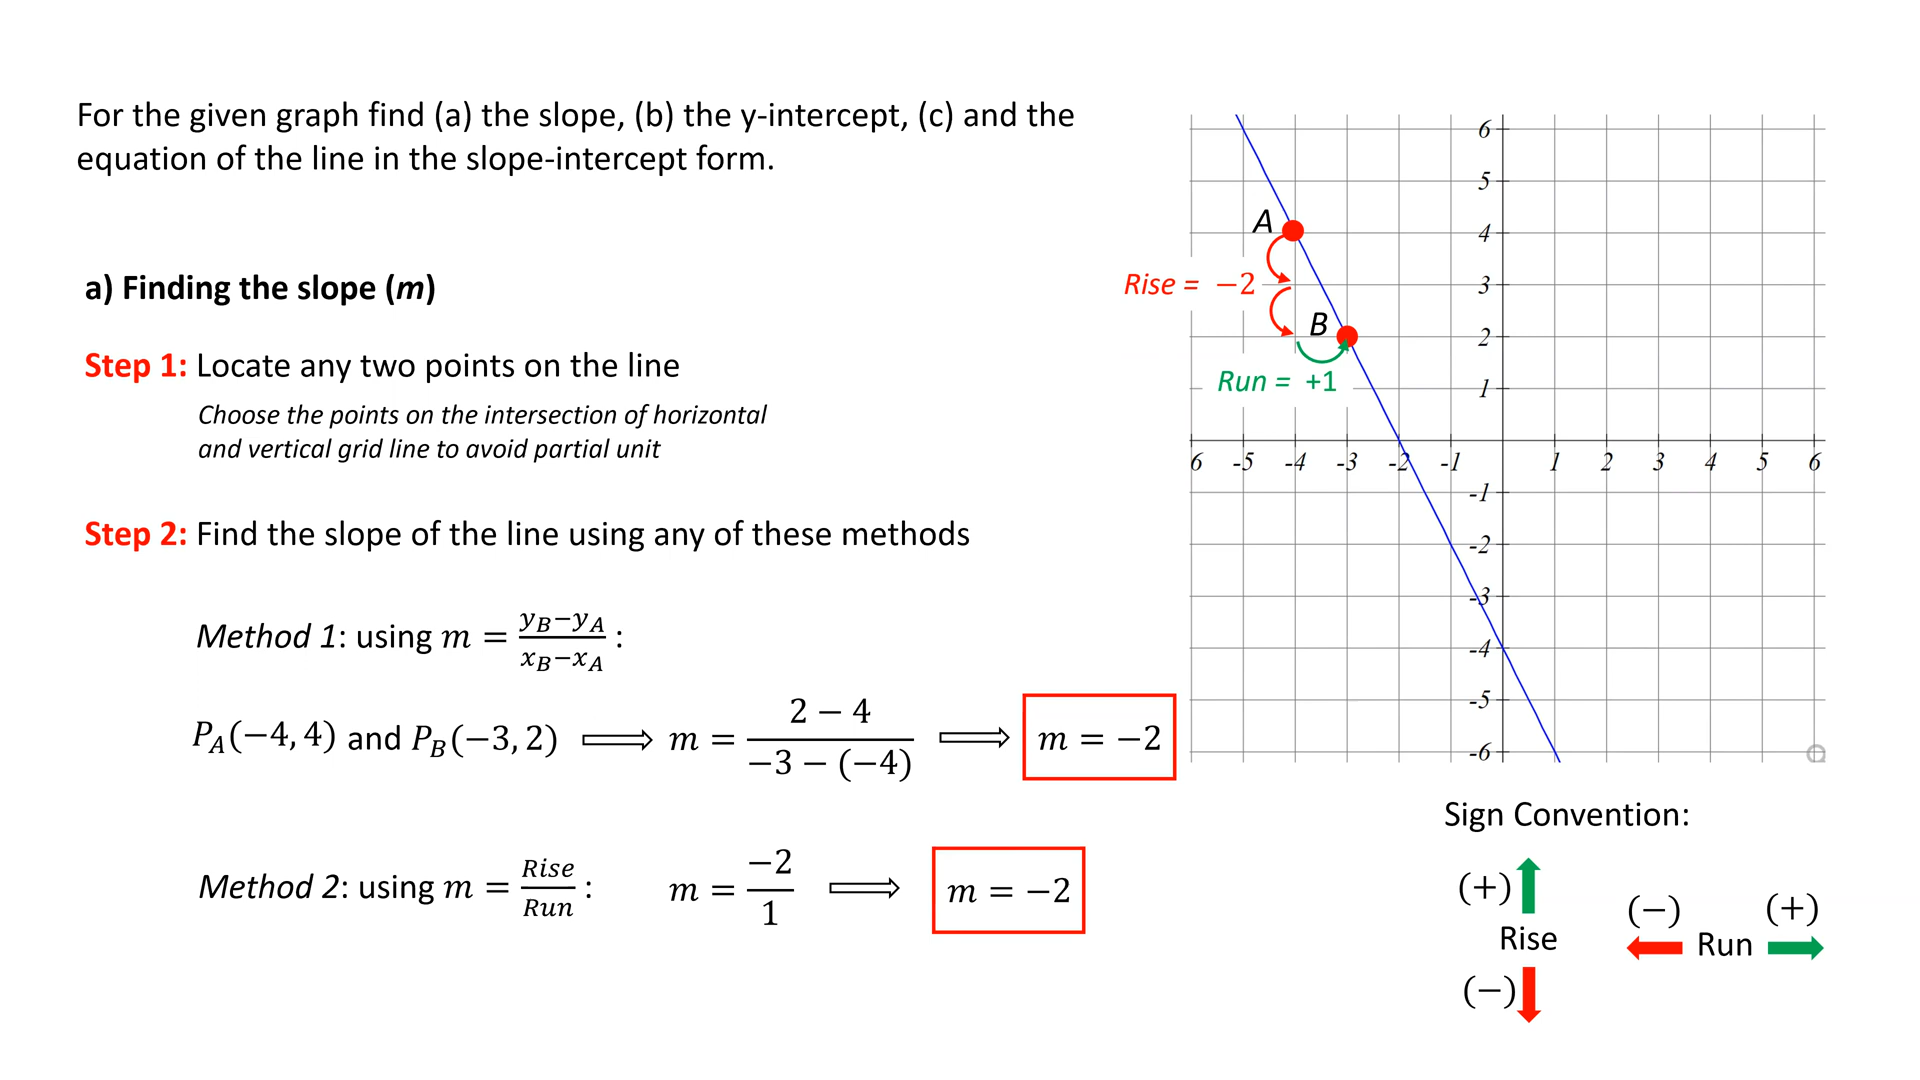 For the given graph find (a) the slope, (b) the y-intercept, (c) and the
equation of the line in the slope-intercept form.
a) Finding the slope (m)
Step 1: Locate any two points on the line
Choose the points on the intersection of horizontal
and vertical grid line to avoid partial unit
Step 2: Find the slope of the line using any of these methods
Method 1: using m = (y_B−y_A)/(x_B−x_A) :
P_A(−4, 4) and P_B(−3, 2) ⟹ m = (2 − 4)/(−3 − (−4)) ⟹ m = −2
Method 2: using m = Rise/Run : m = −2/1 ⟹ m = −2
6
5
4
3
2
1
A
Rise = −2
B
Run = +1
6 -5 -4 -3 -2 -1 1 2 3 4 5 6
-1
-2
-3
-4
-5
-6
Sign Convention:
(+)
Rise
(−)
(−) (+)
Run